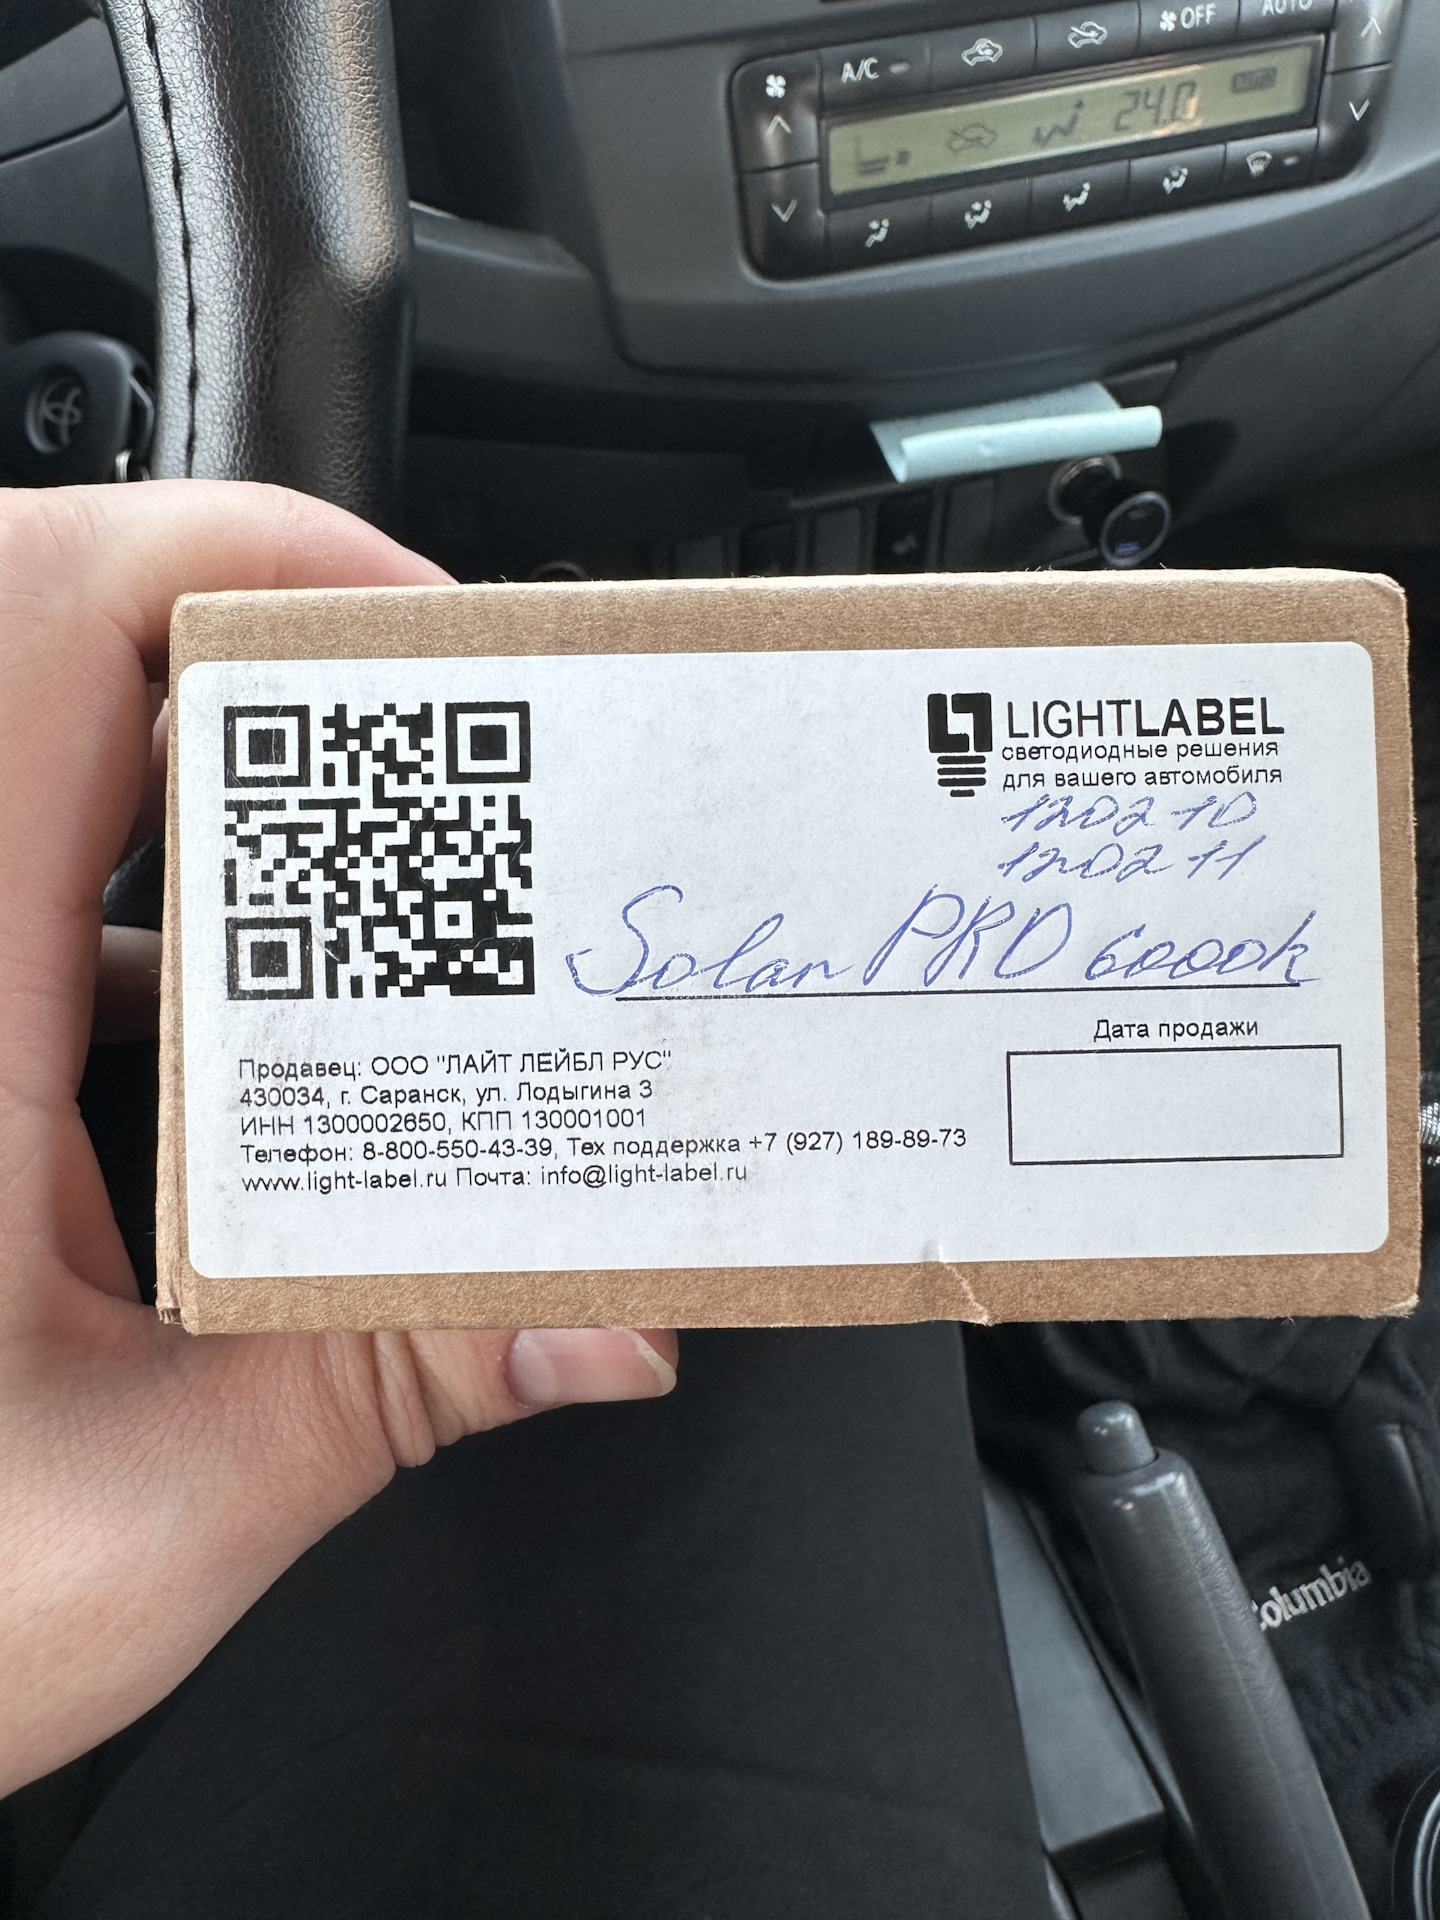 OFF AUTO
A/C
24.0
LIGHTLABEL
светодиодные решения
для вашего автомобиля
1202 10
1202 11
Solar PRO 6000k
Дата продажи
Продавец: ООО "ЛАЙТ ЛЕЙБЛ РУС"
430034, г. Саранск, ул. Лодыгина 3
ИНН 1300002650, КПП 130001001
Телефон: 8-800-550-43-39, Тех поддержка +7 (927) 189-89-73
www.light-label.ru Почта: info@light-label.ru
Columbia